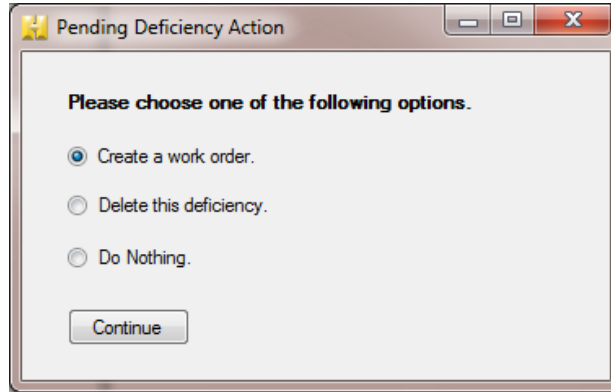 Pending Deficiency Action
Please choose one of the following options.
Create a work order.
Delete this deficiency.
Do Nothing.
Continue